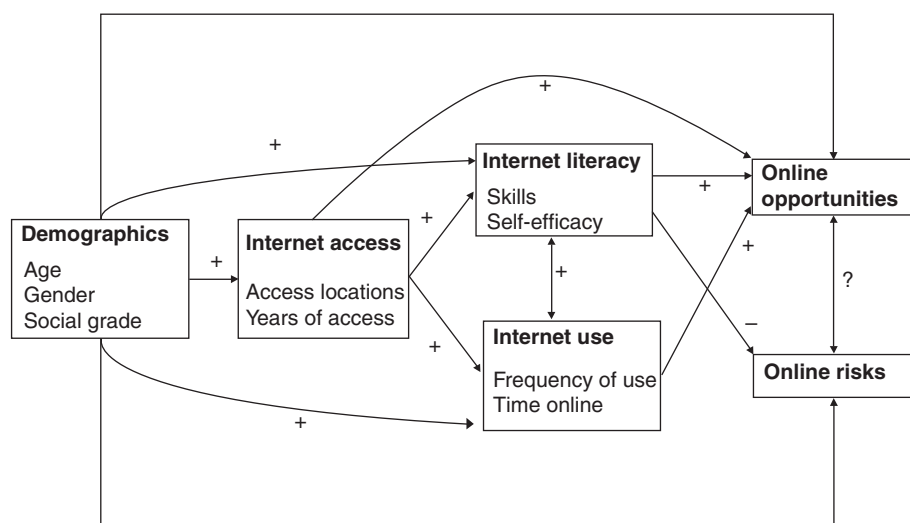 +
+
Internet literacy
Skills
Self-efficacy
+
Online
opportunities
Demographics
Age
Gender
Social grade
+
Internet access
Access locations
Years of access
+
+
+
+
?
–
Internet use
Frequency of use
Time online
Online risks
+